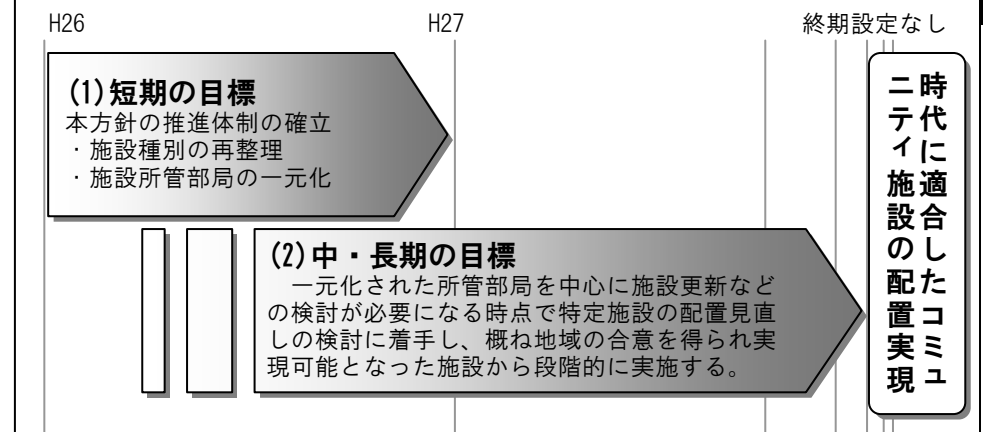 H26
H27
終期設定なし
(1)短期の目標
本方針の推進体制の確立
・施設種別の再整理
・施設所管部局の一元化
(2)中・長期の目標
　一元化された所管部局を中心に施設更新など
の検討が必要になる時点で特定施設の配置見直
しの検討に着手し、概ね地域の合意を得られ実
現可能となった施設から段階的に実施する。
時代に適合したコミュ
ニティ施設の配置実現